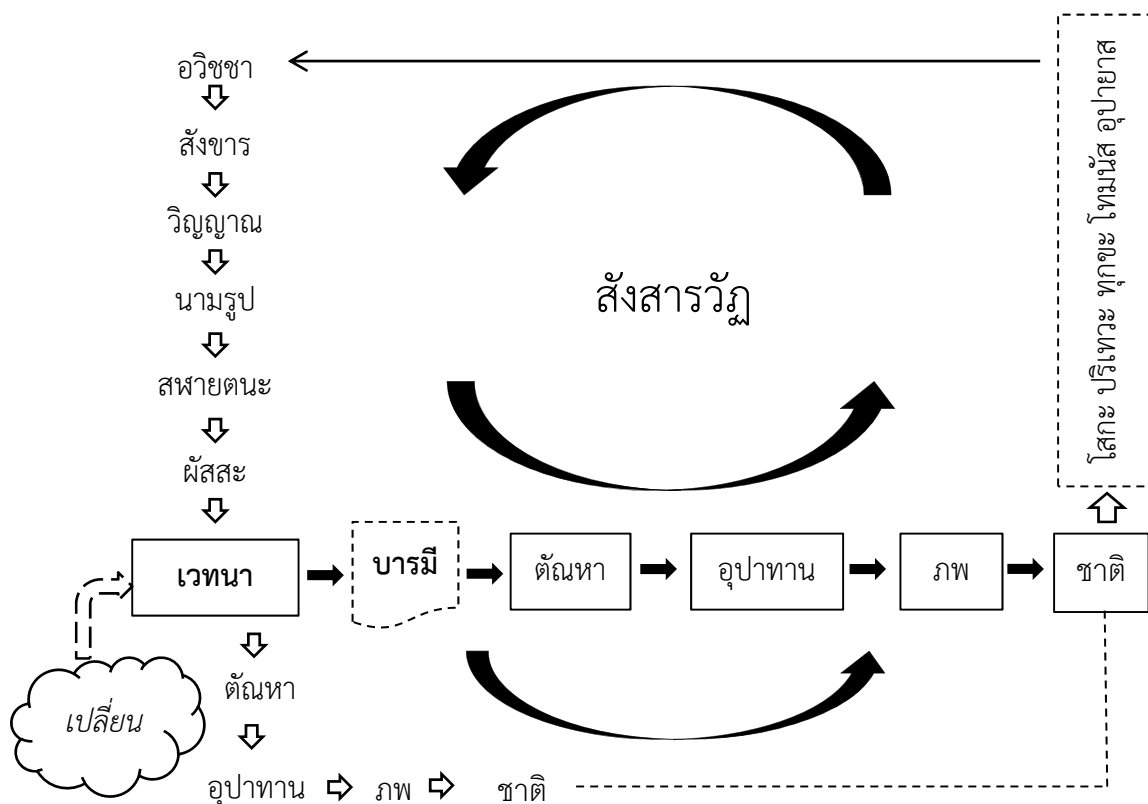 อวิชชา
สังขาร
วิญญาณ
นามรูป
สฬายตนะ
ผัสสะ
สังสารวัฏ
โสกะ ปริเทวะ ทุกขะ โทมนัส อุปายาส
เวทนา
บารมี
ตัณหา
อุปาทาน
ภพ
ชาติ
เปลี่ยน
ตัณหา
อุปาทาน
ภพ
ชาติ